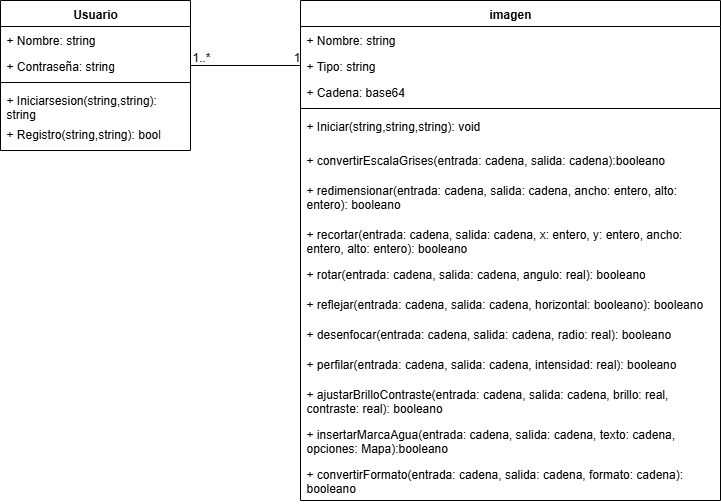 Usuario
+ Nombre: string
+ Contraseña: string
+ Iniciarsesion(string,string):
string
+ Registro(string,string): bool
1..*
1
imagen
+ Nombre: string
+ Tipo: string
+ Cadena: base64
+ Iniciar(string,string,string): void
+ convertirEscalaGrises(entrada: cadena, salida: cadena):booleano
+ redimensionar(entrada: cadena, salida: cadena, ancho: entero, alto:
entero): booleano
+ recortar(entrada: cadena, salida: cadena, x: entero, y: entero, ancho:
entero, alto: entero): booleano
+ rotar(entrada: cadena, salida: cadena, angulo: real): booleano
+ reflejar(entrada: cadena, salida: cadena, horizontal: booleano): booleano
+ desenfocar(entrada: cadena, salida: cadena, radio: real): booleano
+ perfilar(entrada: cadena, salida: cadena, intensidad: real): booleano
+ ajustarBrilloContraste(entrada: cadena, salida: cadena, brillo: real,
contraste: real): booleano
+ insertarMarcaAgua(entrada: cadena, salida: cadena, texto: cadena,
opciones: Mapa):booleano
+ convertirFormato(entrada: cadena, salida: cadena, formato: cadena):
booleano